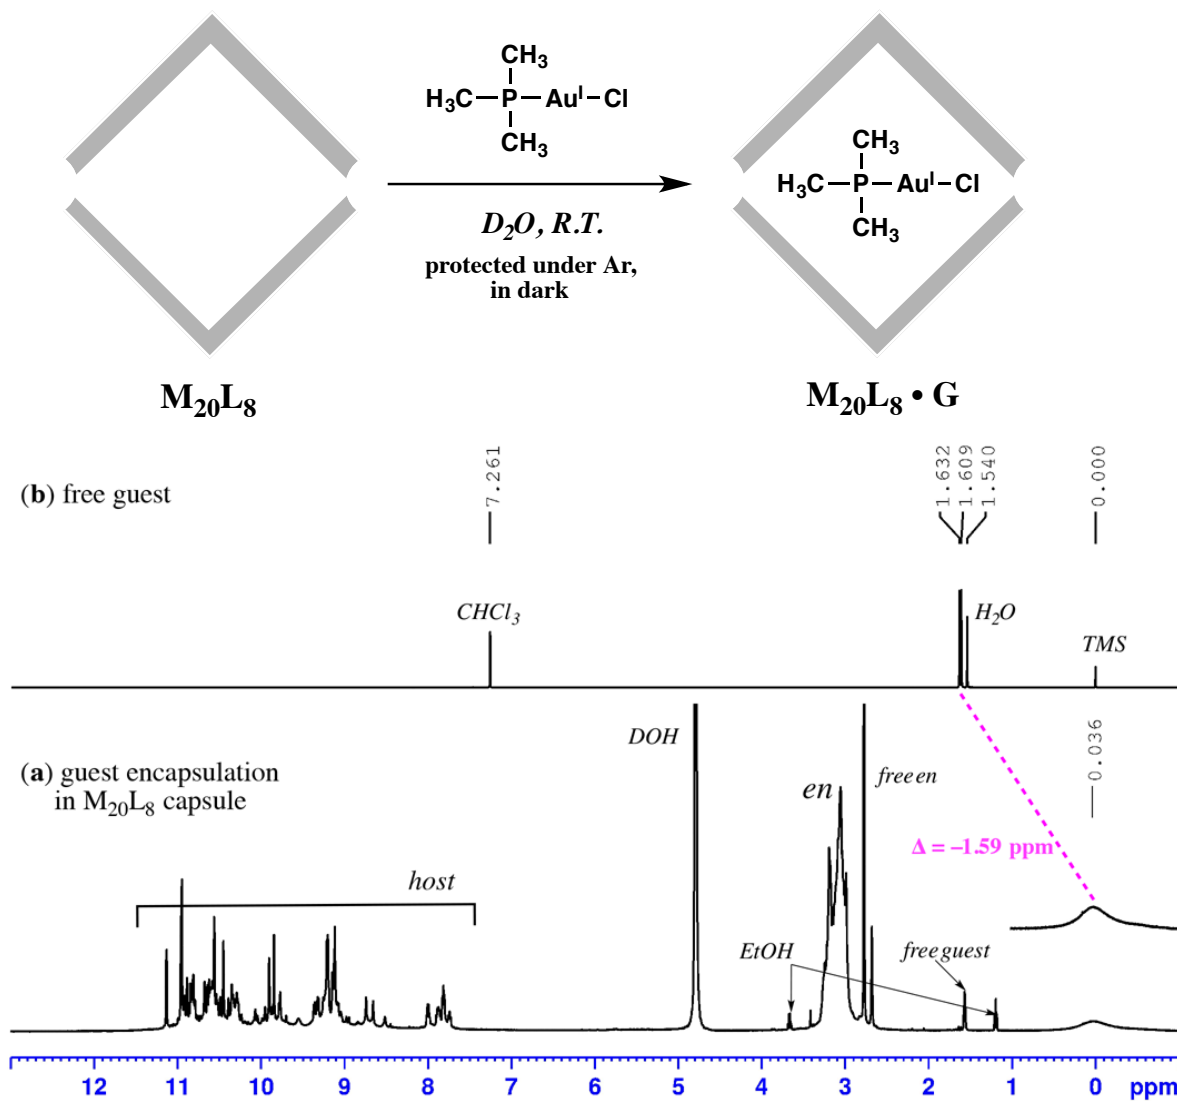 CH₃
H₃C—P—Auᴵ—Cl
CH₃
D₂O, R.T.
protected under Ar,
in dark
CH₃
H₃C—P—Auᴵ—Cl
CH₃
M₂₀L₈
M₂₀L₈ • G
(b) free guest
7.261
1.632
1.609
1.540
0.000
CHCl₃
H₂O
TMS
(a) guest encapsulation
in M₂₀L₈ capsule
DOH
0.036
en
free en
Δ = –1.59 ppm
host
EtOH
free guest
12 11 10 9 8 7 6 5 4 3 2 1 0 ppm